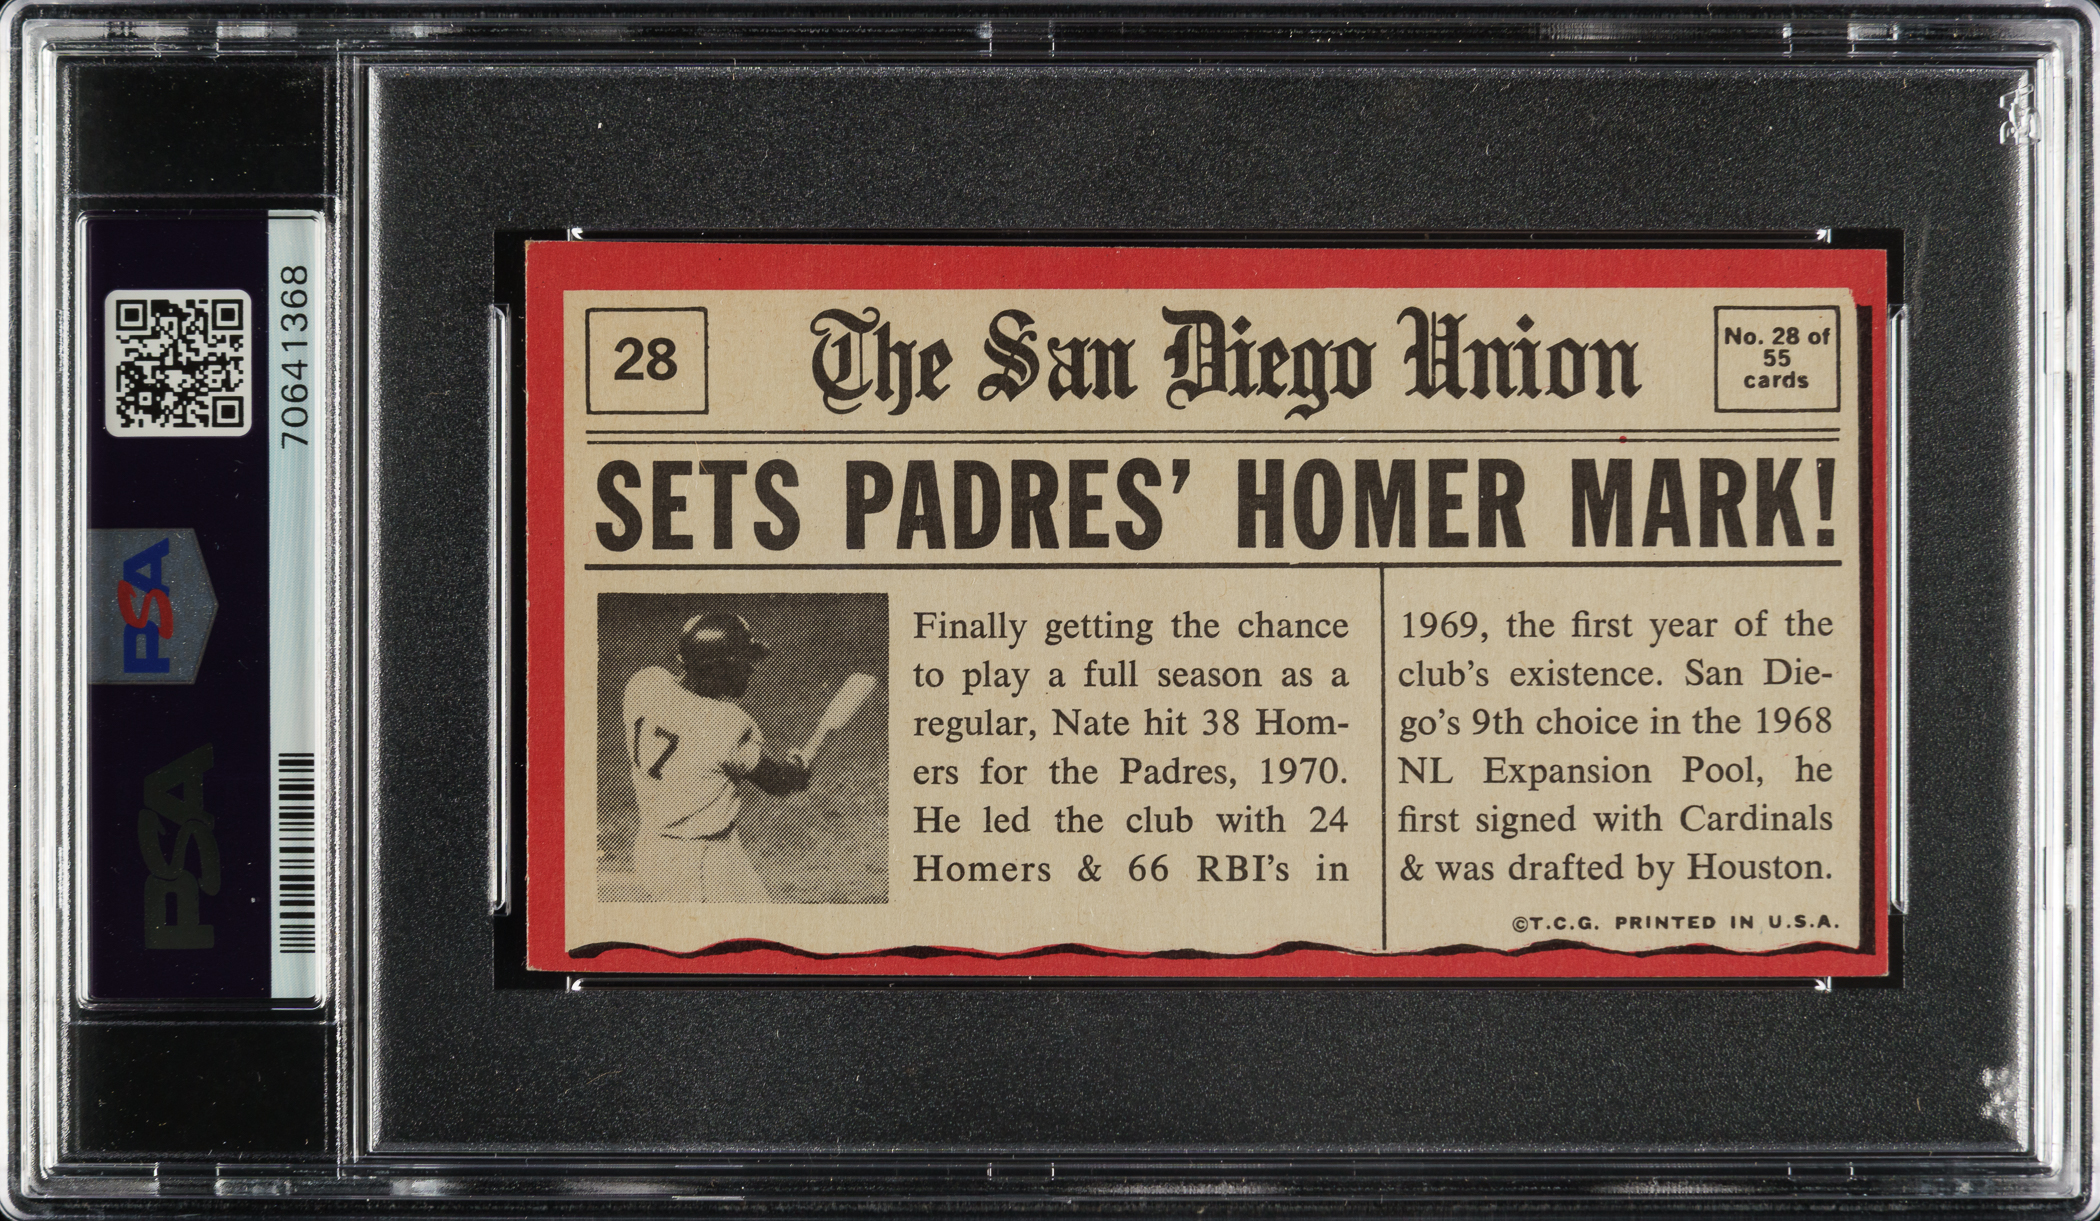 70641368
PSA
PSA
28
The San Diego Union
No. 28 of
55
cards
SETS PADRES’ HOMER MARK!
17
Finally getting the chance
to play a full season as a
regular, Nate hit 38 Hom-
ers for the Padres, 1970.
He led the club with 24
Homers & 66 RBI’s in
1969, the first year of the
club’s existence. San Die-
go’s 9th choice in the 1968
NL Expansion Pool, he
first signed with Cardinals
& was drafted by Houston.
©T.C.G. PRINTED IN U.S.A.